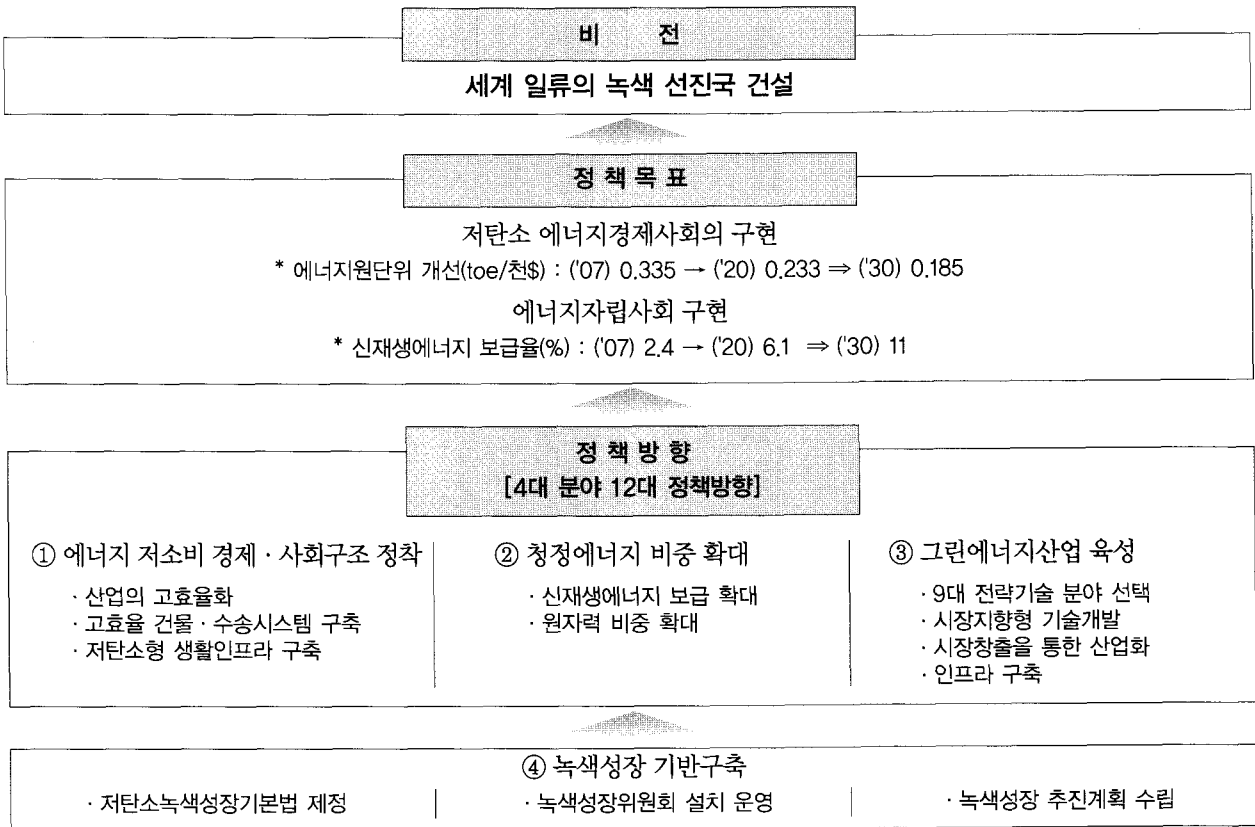 비 전
세계 일류의 녹색 선진국 건설
정 책 목 표
저탄소 에너지경제사회의 구현
* 에너지원단위 개선(toe/천$) : ('07) 0.335 → ('20) 0.233 ⇒ ('30) 0.185
에너지자립사회 구현
* 신재생에너지 보급율(%) : ('07) 2.4 → ('20) 6.1 ⇒ ('30) 11
정 책 방 향
[4대 분야 12대 정책방향]
① 에너지 저소비 경제 · 사회구조 정착
· 산업의 고효율화
· 고효율 건물 · 수송시스템 구축
· 저탄소형 생활인프라 구축
② 청정에너지 비중 확대
· 신재생에너지 보급 확대
· 원자력 비중 확대
③ 그린에너지산업 육성
· 9대 전략기술 분야 선택
· 시장지향형 기술개발
· 시장창출을 통한 산업화
· 인프라 구축
④ 녹색성장 기반구축
· 저탄소녹색성장기본법 제정
· 녹색성장위원회 설치 운영
· 녹색성장 추진계획 수립